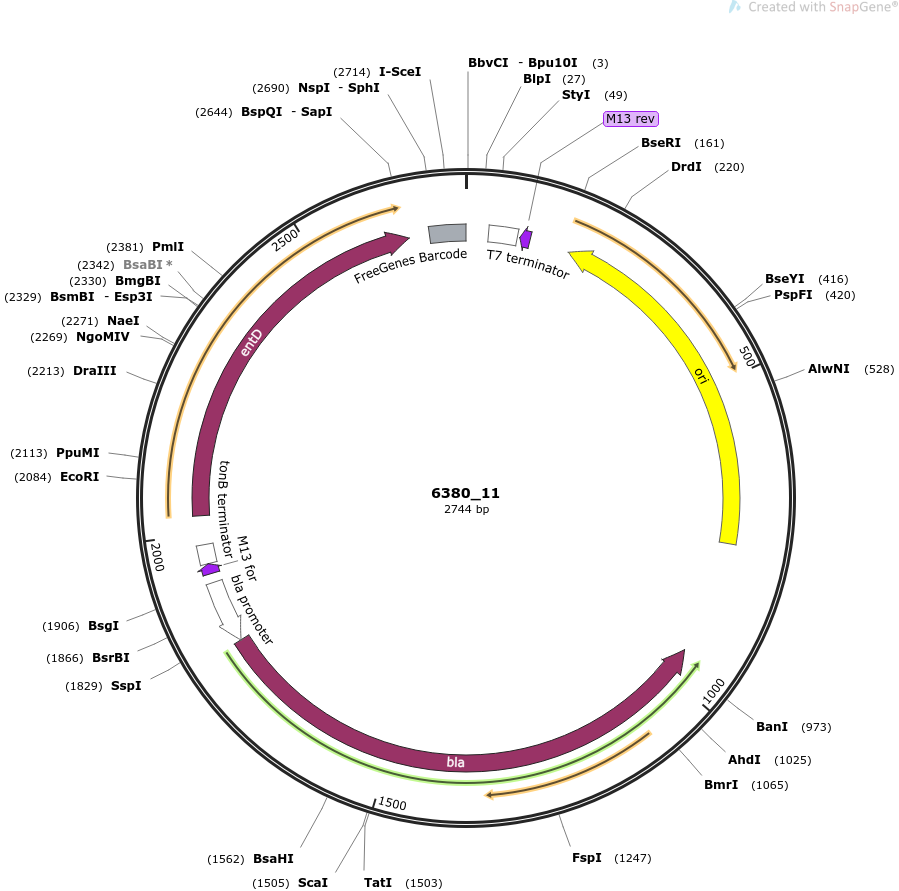 Created with SnapGene®
(2714) I-SceI
(2690) NspI - SphI
(2644) BspQI - SapI
BbvCI - Bpu10I (3)
BlpI (27)
StyI (49)
M13 rev
BseRI (161)
DrdI (220)
BseYI (416)
PspFI (420)
500
AlwNI (528)
ori
T7 terminator
FreeGenes Barcode
2500
(2381) PmlI
(2342) BsaBI *
(2330) BmgBI
(2329) BsmBI - Esp3I
(2271) NaeI
(2269) NgoMIV
(2213) DraIII
entD
(2113) PpuMI
(2084) EcoRI
6380_11
2744 bp
tonB terminator
M13 for
bla promoter
2000
(1906) BsgI
(1866) BsrBI
(1829) SspI
1000
BanI (973)
AhdI (1025)
BmrI (1065)
bla
1500
FspI (1247)
(1562) BsaHI
(1505) ScaI
TatI (1503)